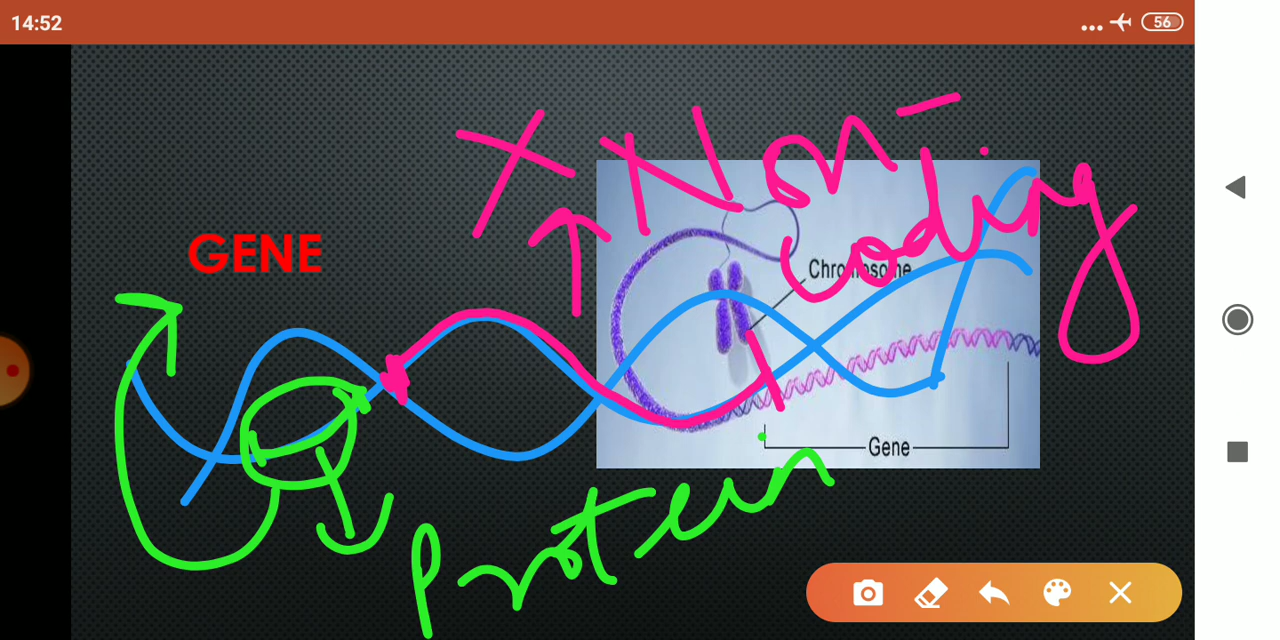 14:52
56
Non-
coding
GENE
Chromosome
Gene
protein